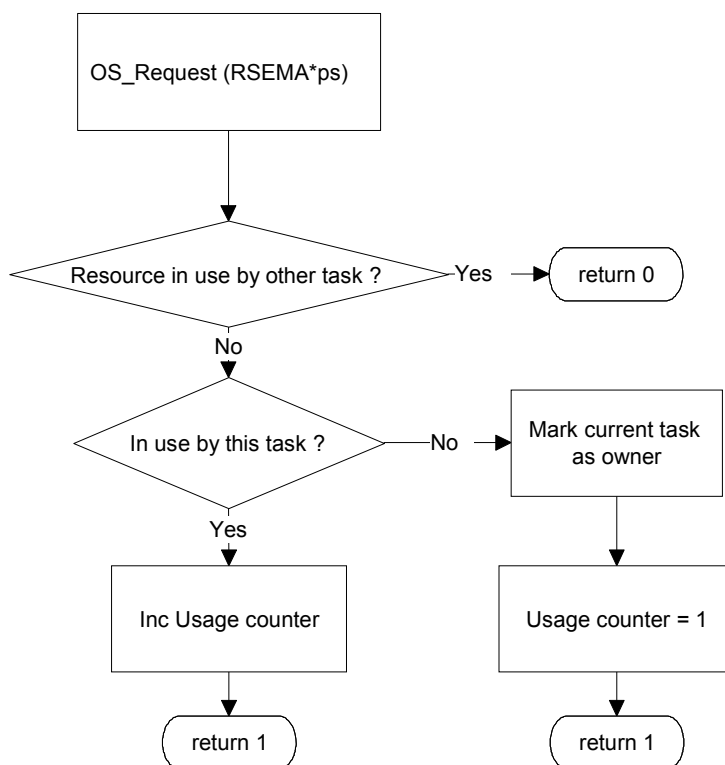 OS_Request (RSEMA*ps)
Resource in use by other task ?
Yes
return 0
No
In use by this task ?
No
Mark current task
as owner
Yes
Inc Usage counter
Usage counter = 1
return 1
return 1